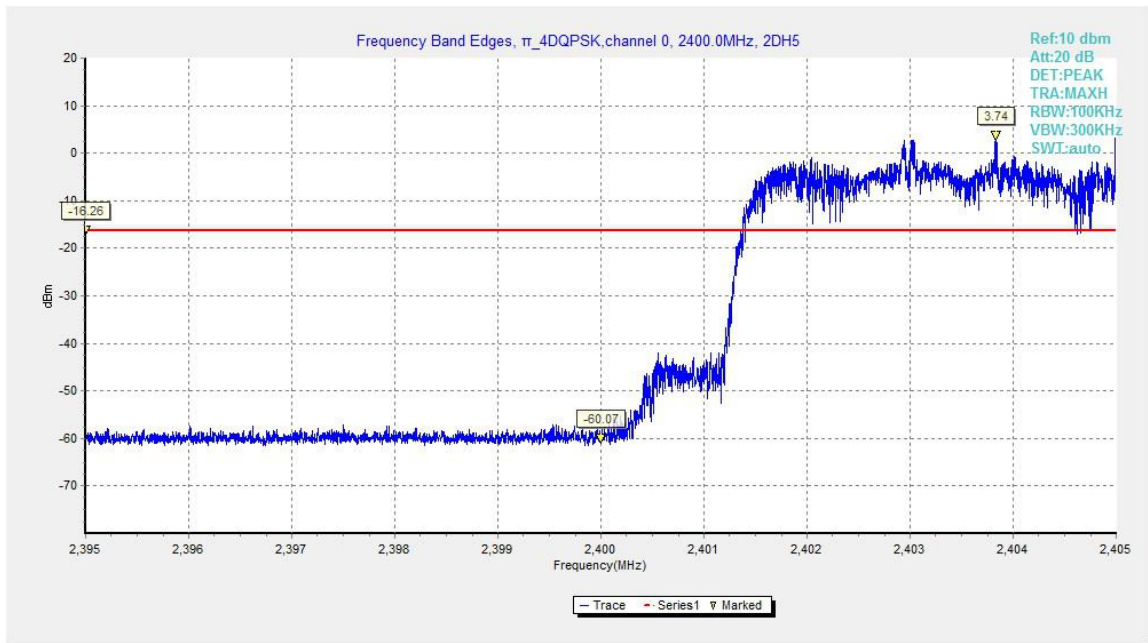 Frequency Band Edges, π_4DQPSK,channel 0, 2400.0MHz, 2DH5
Ref:10 dbm
Att:20 dB
DET:PEAK
TRA:MAXH
RBW:100KHz
VBW:300KHz
SWT:auto
20
10
0
-10
-20
-30
-40
-50
-60
-70
dBm
3.74
-16.26
-60.07
2,395 2,396 2,397 2,398 2,399 2,400 2,401 2,402 2,403 2,404 2,405
Frequency(MHz)
Trace Series1 Marked